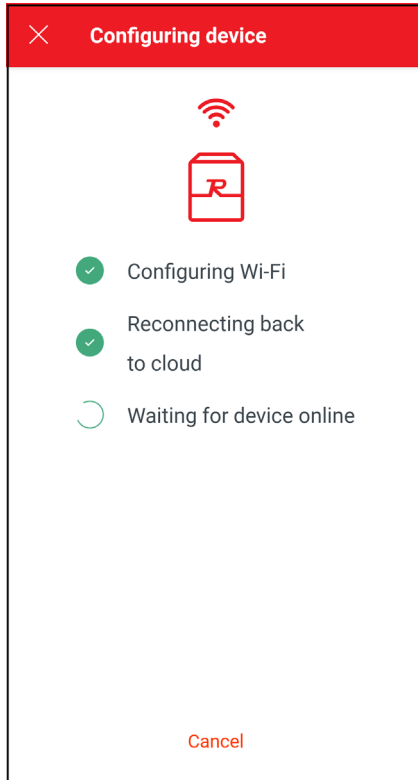 Configuring device
R
Configuring Wi-Fi
Reconnecting back
to cloud
Waiting for device online
Cancel